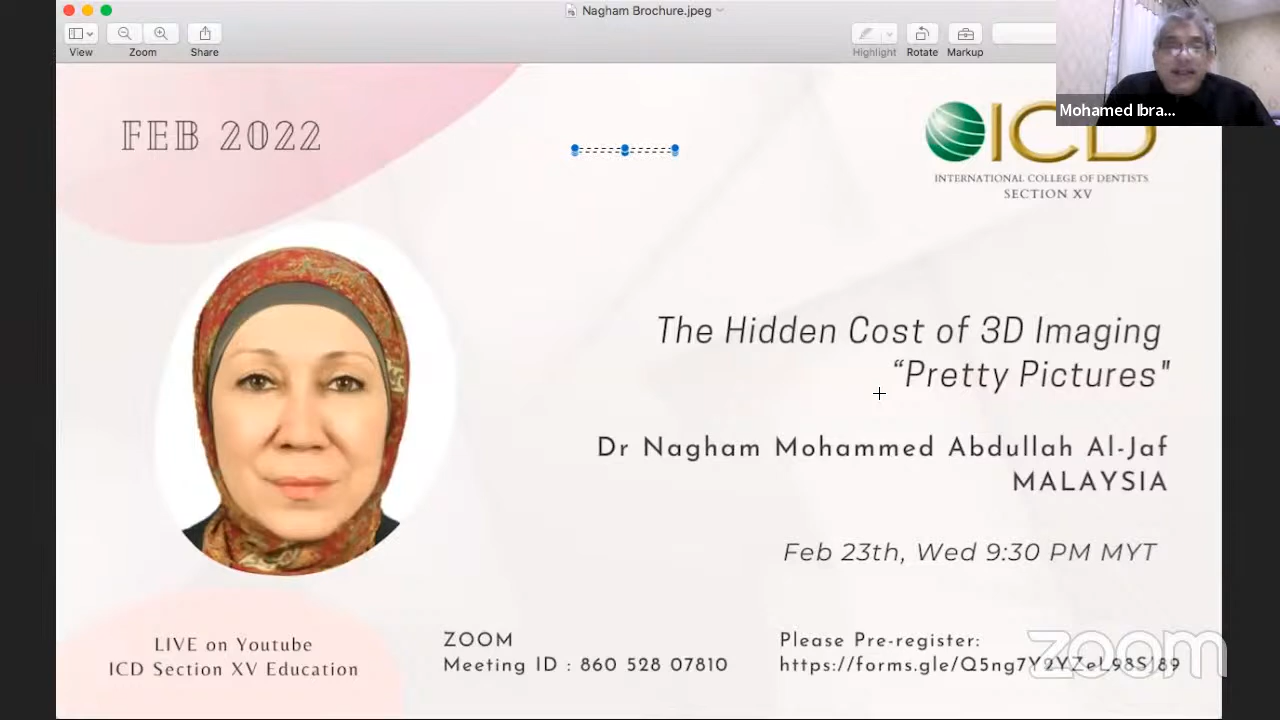 Nagham Brochure.jpeg
View
Zoom
Share
Highlight
Rotate
Markup
Mohamed Ibra...
FEB 2022
ICD
INTERNATIONAL COLLEGE OF DENTISTS
SECTION XV
The Hidden Cost of 3D Imaging
“Pretty Pictures"
Dr Nagham Mohammed Abdullah Al-Jaf
MALAYSIA
Feb 23th, Wed 9:30 PM MYT
LIVE on Youtube
ICD Section XV Education
ZOOM
Meeting ID : 860 528 07810
Please Pre-register:
zoom